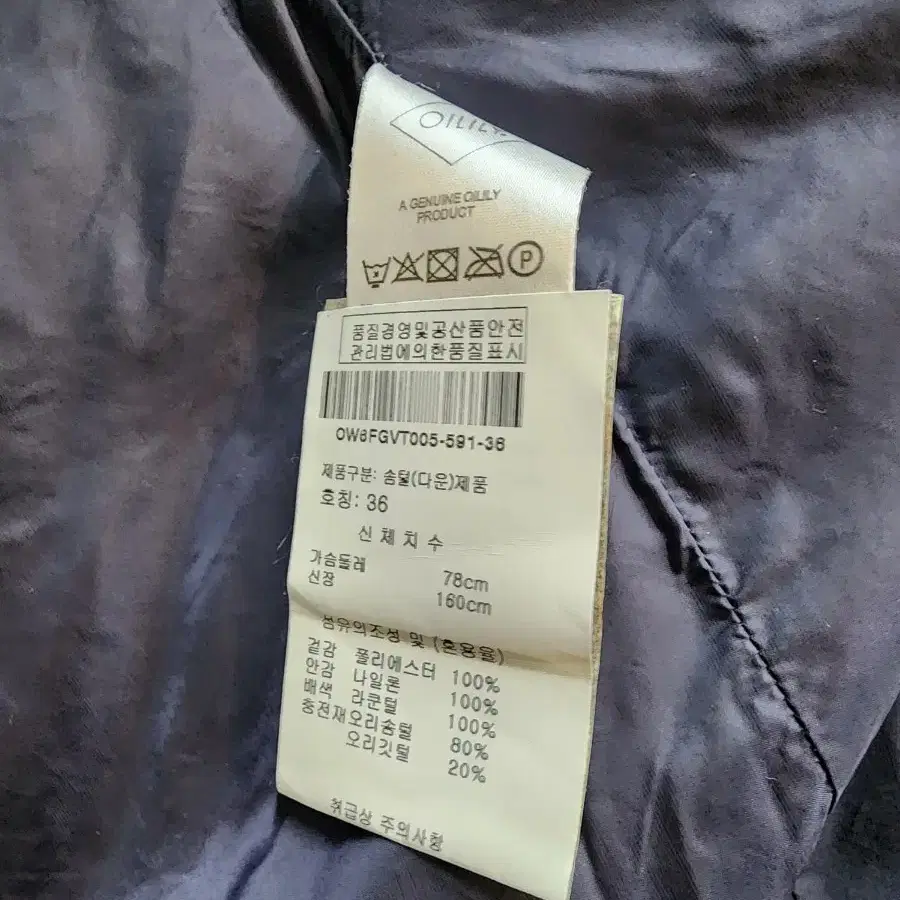 OILILY
A GENUINE OILILY
PRODUCT
P
품질경영및공산품안전
관리법에의한품질표시
OW6FGVT005-591-36
제품구분: 솜털(다운)제품
호칭: 36
신체치수
가슴둘레 78cm
신장 160cm
섬유의조성 및 (혼용율)
겉감 폴리에스터 100%
안감 나일론 100%
배색 라쿤털 100%
충전재오리솜털 80%
오리깃털 20%
취급상 주의사항